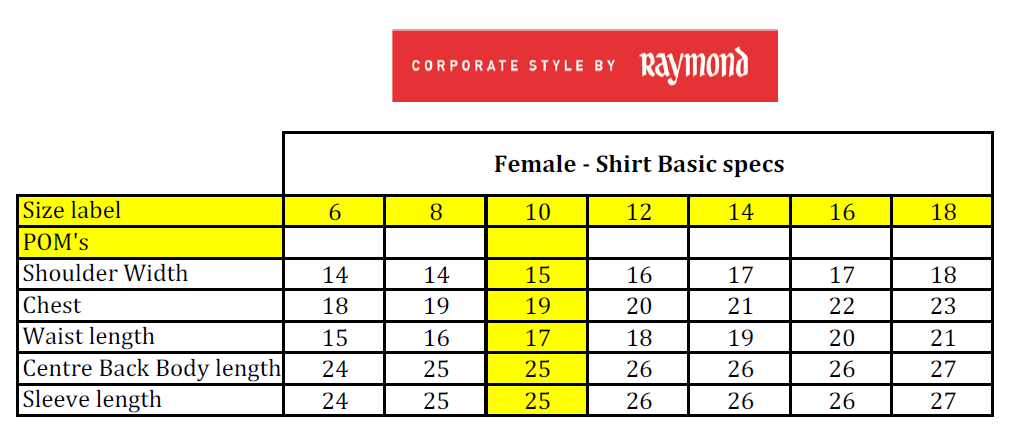 CORPORATE STYLE BY Raymond
Female - Shirt Basic specs
Size label 6 8 10 12 14 16 18
POM's
Shoulder Width 14 14 15 16 17 17 18
Chest 18 19 19 20 21 22 23
Waist length 15 16 17 18 19 20 21
Centre Back Body length 24 25 25 26 26 26 27
Sleeve length 24 25 25 26 26 26 27